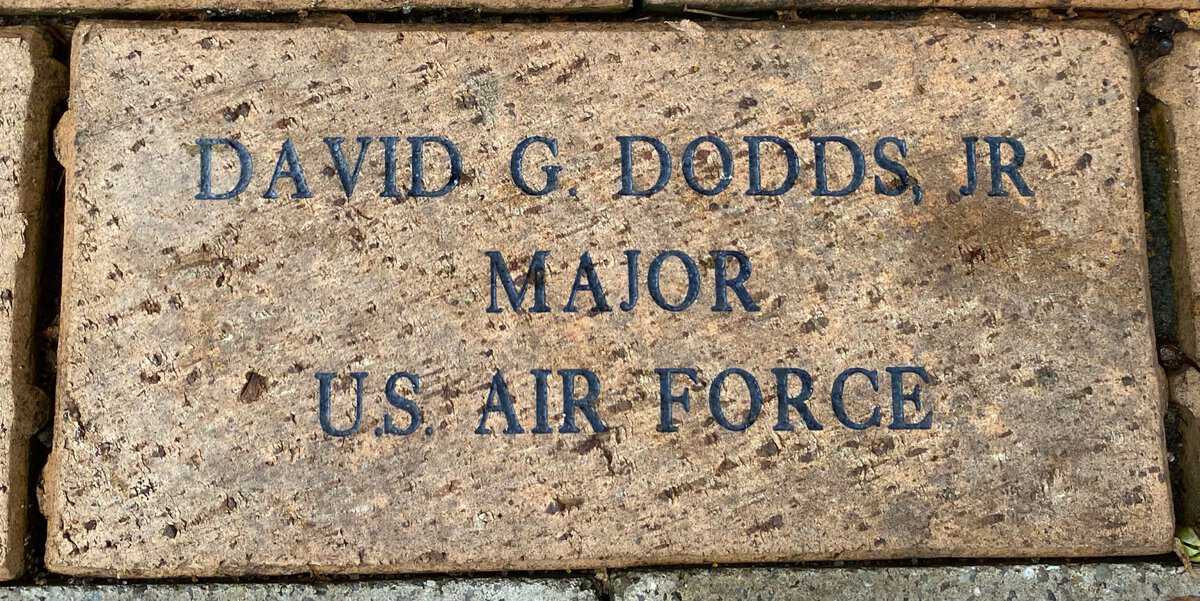 DAVID G. DODDS, JR
MAJOR
U.S. AIR FORCE